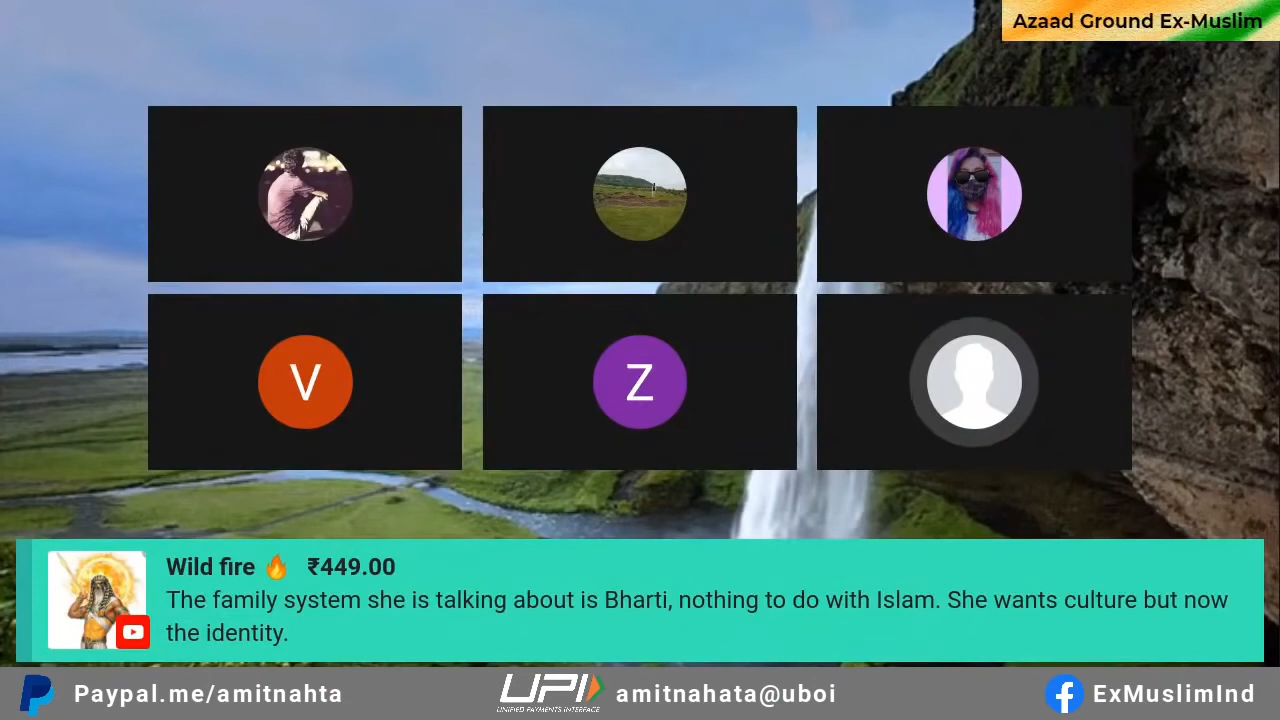 Azaad Ground Ex-Muslim
V
Z
Wild fire 🔥 ₹449.00
The family system she is talking about is Bharti, nothing to do with Islam. She wants culture but now
the identity.
Paypal.me/amitnahta
UPI
UNIFIED PAYMENTS INTERFACE
amitnahata@uboi
ExMuslimInd